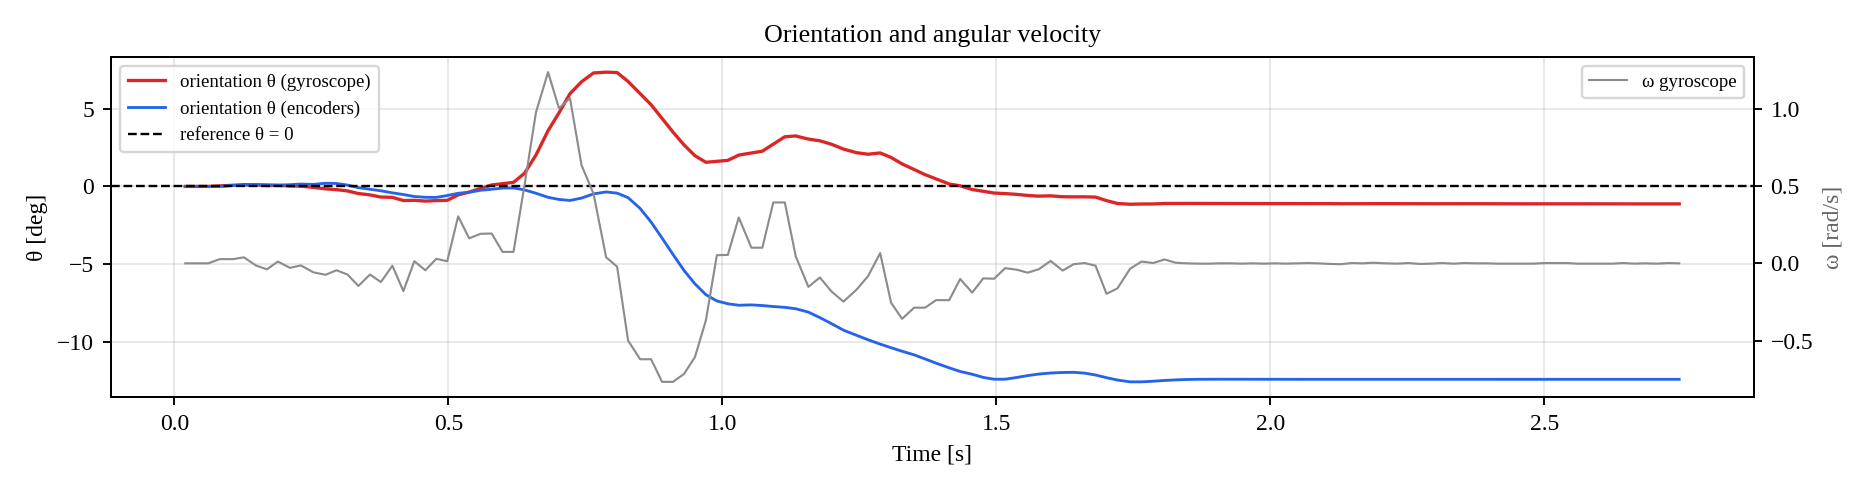 Orientation and angular velocity
orientation θ (gyroscope)
orientation θ (encoders)
reference θ = 0
ω gyroscope
θ [deg]
5
0
−5
−10
ω [rad/s]
1.0
0.5
0.0
−0.5
0.0
0.5
1.0
1.5
2.0
2.5
Time [s]